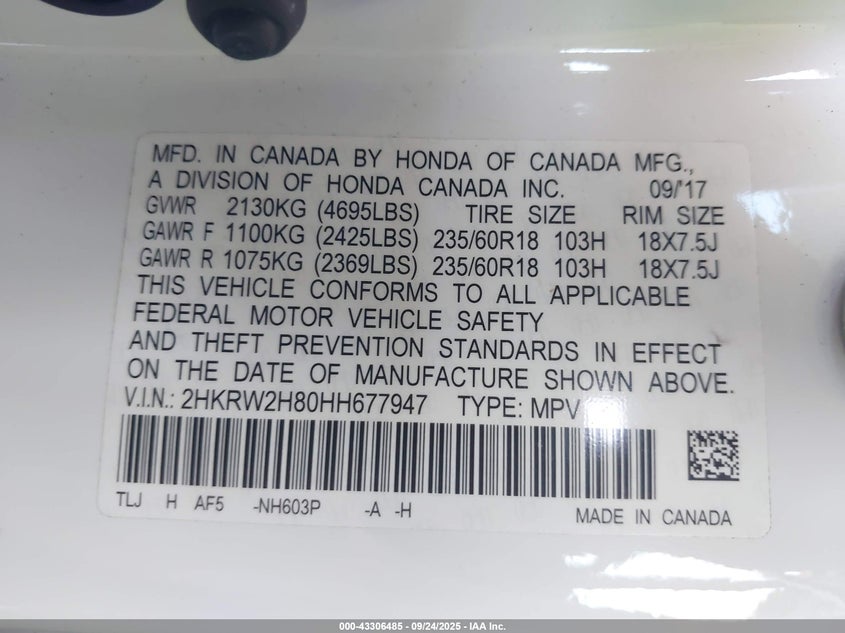 MFD. IN CANADA BY HONDA OF CANADA MFG.,
A DIVISION OF HONDA CANADA INC. 09/'17
GVWR 2130KG (4695LBS) TIRE SIZE RIM SIZE
GAWR F 1100KG (2425LBS) 235/60R18 103H 18X7.5J
GAWR R 1075KG (2369LBS) 235/60R18 103H 18X7.5J
THIS VEHICLE CONFORMS TO ALL APPLICABLE
FEDERAL MOTOR VEHICLE SAFETY
AND THEFT PREVENTION STANDARDS IN EFFECT
ON THE DATE OF MANUFACTURE SHOWN ABOVE.
V.I.N.: 2HKRW2H80HH677947 TYPE: MPV
TLJ H AF5 -NH603P -A -H
MADE IN CANADA
000-43306485 - 09/24/2025 - IAA Inc.